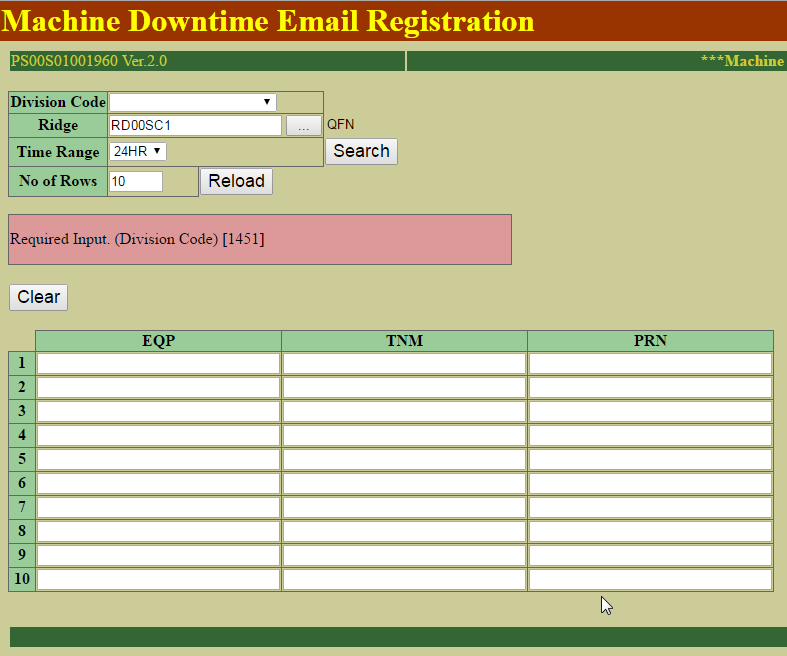 Machine Downtime Email Registration
PS00S01001960 Ver.2.0 ***Machine
Division Code
Ridge RD00SC1 ... QFN
Time Range 24HR Search
No of Rows 10 Reload
Required Input. (Division Code) [1451]
Clear
EQP TNM PRN
1
2
3
4
5
6
7
8
9
10